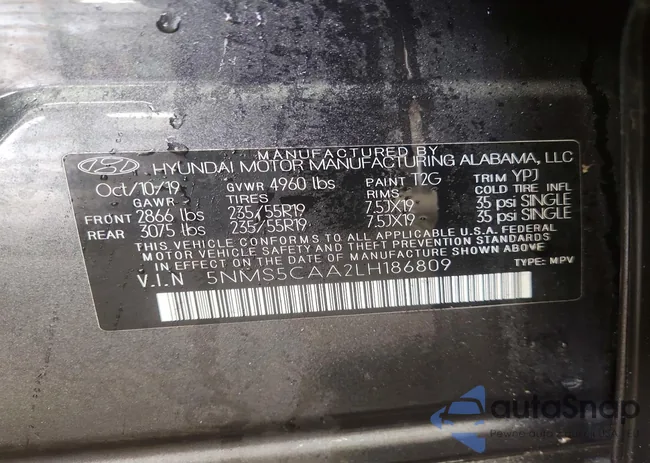 MANUFACTURED BY
HYUNDAI MOTOR MANUFACTURING ALABAMA, LLC
Oct/10/19 GVWR 4960 lbs PAINT T2G TRIM YPJ
GAWR TIRES RIMS COLD TIRE INFL
FRONT 2866 lbs 235/55R19 7.5JX19 35 psi SINGLE
REAR 3075 lbs 235/55R19 7.5JX19 35 psi SINGLE
THIS VEHICLE CONFORMS TO ALL APPLICABLE U.S.A. FEDERAL
MOTOR VEHICLE SAFETY AND THEFT PREVENTION STANDARDS
IN EFFECT ON THE DATE OF MANUFACTURE SHOWN ABOVE
V.I.N 5NMS5CAA2LH186809 TYPE: MPV
autoSnap